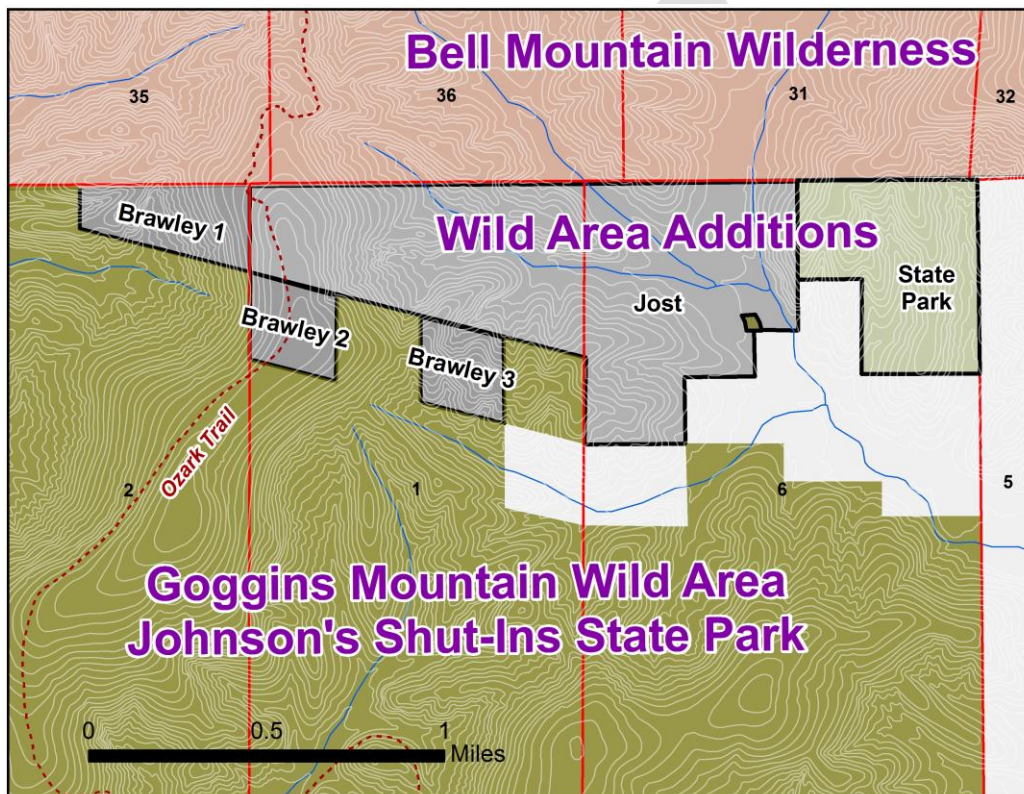 Bell Mountain Wilderness
35
36
31
32
Brawley 1
Wild Area Additions
State
Park
Jost
Brawley 2
Brawley 3
Ozark Trail
2
1
6
5
Goggins Mountain Wild Area
Johnson's Shut-Ins State Park
0
0.5
1
Miles